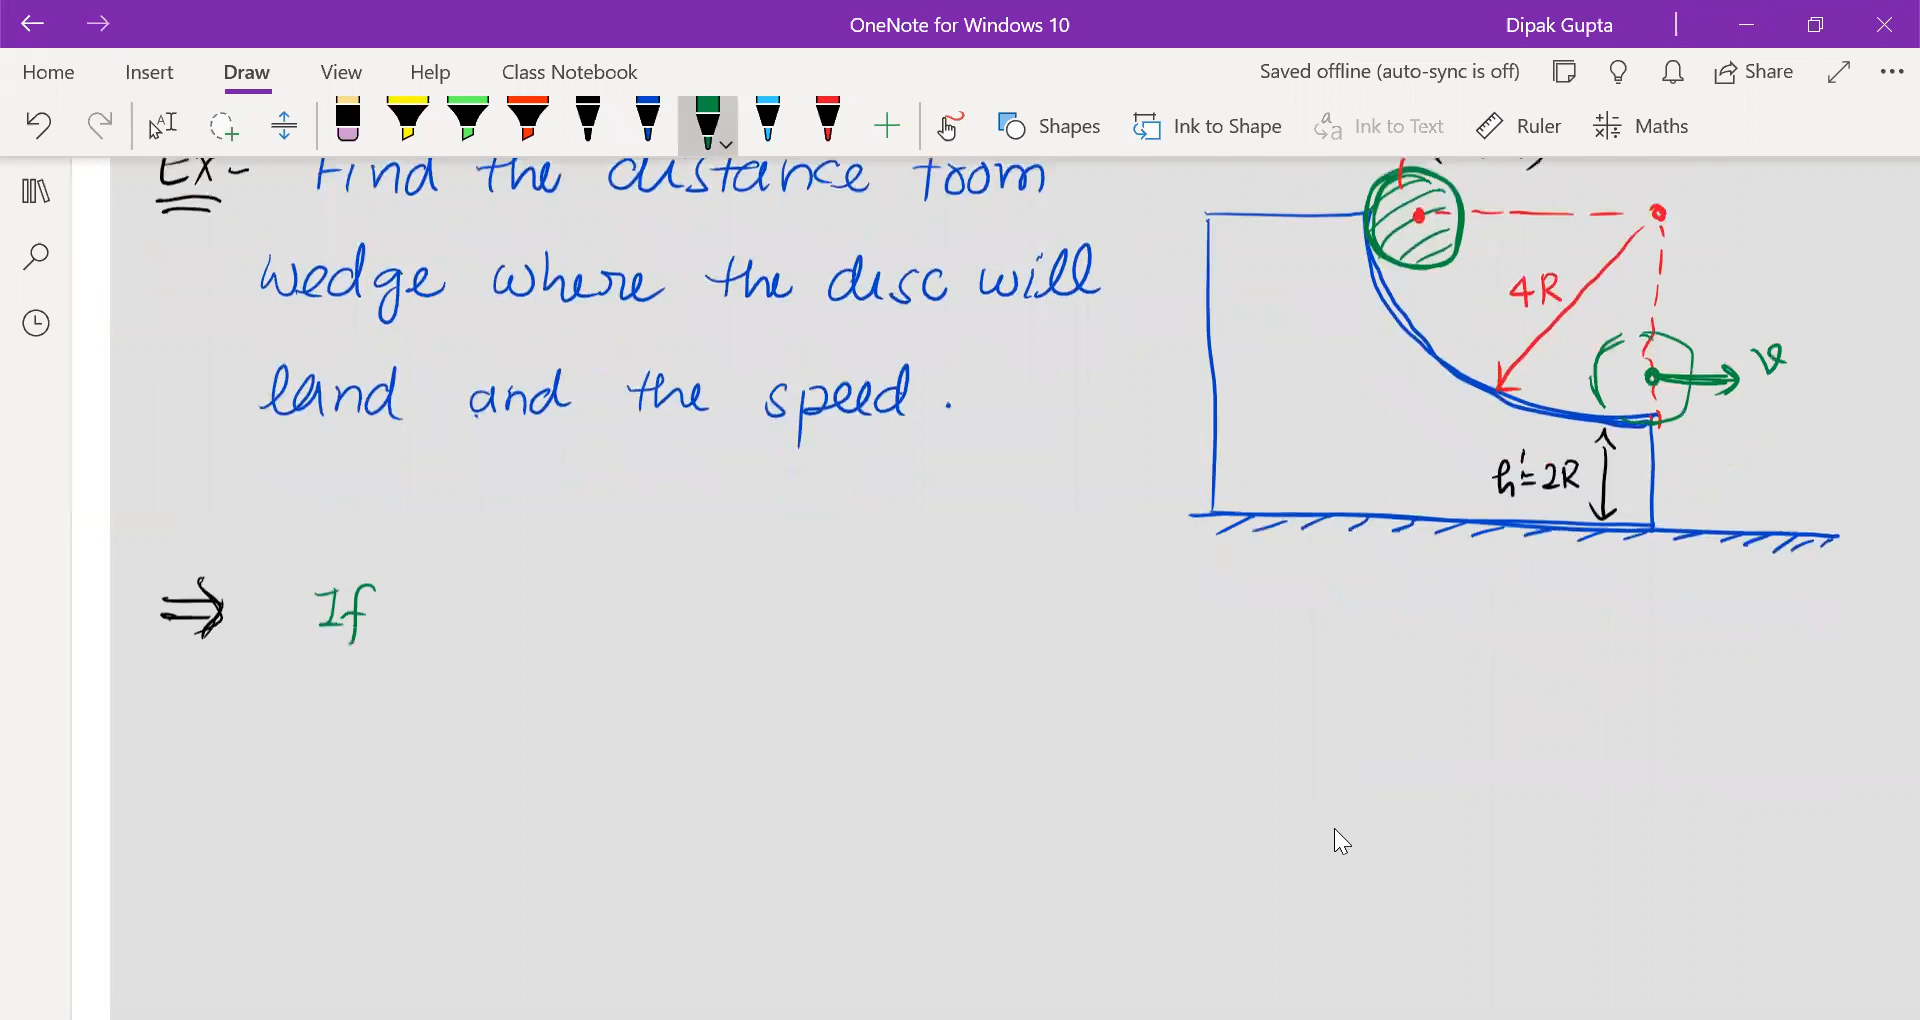 OneNote for Windows 10
Dipak Gupta
Home Insert Draw View Help Class Notebook
Saved offline (auto-sync is off) Share
Shapes Ink to Shape Ink to Text Ruler Maths
Ex- Find the distance from
wedge where the disc will
land and the speed.
4R
v
h'=2R
⇒ If